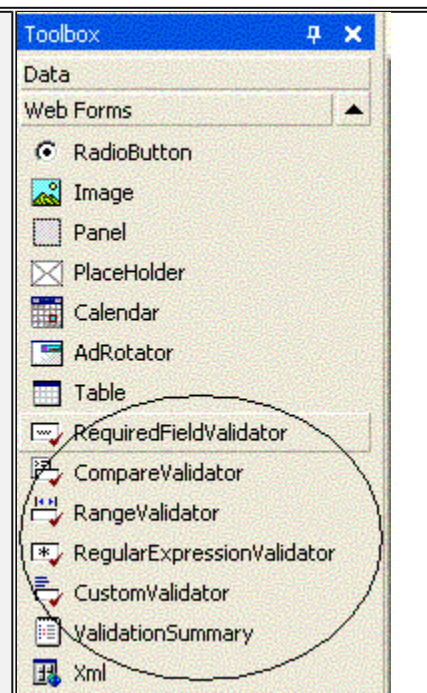 Toolbox
Data
Web Forms
RadioButton
Image
Panel
PlaceHolder
Calendar
AdRotator
Table
RequiredFieldValidator
CompareValidator
RangeValidator
RegularExpressionValidator
CustomValidator
ValidationSummary
Xml